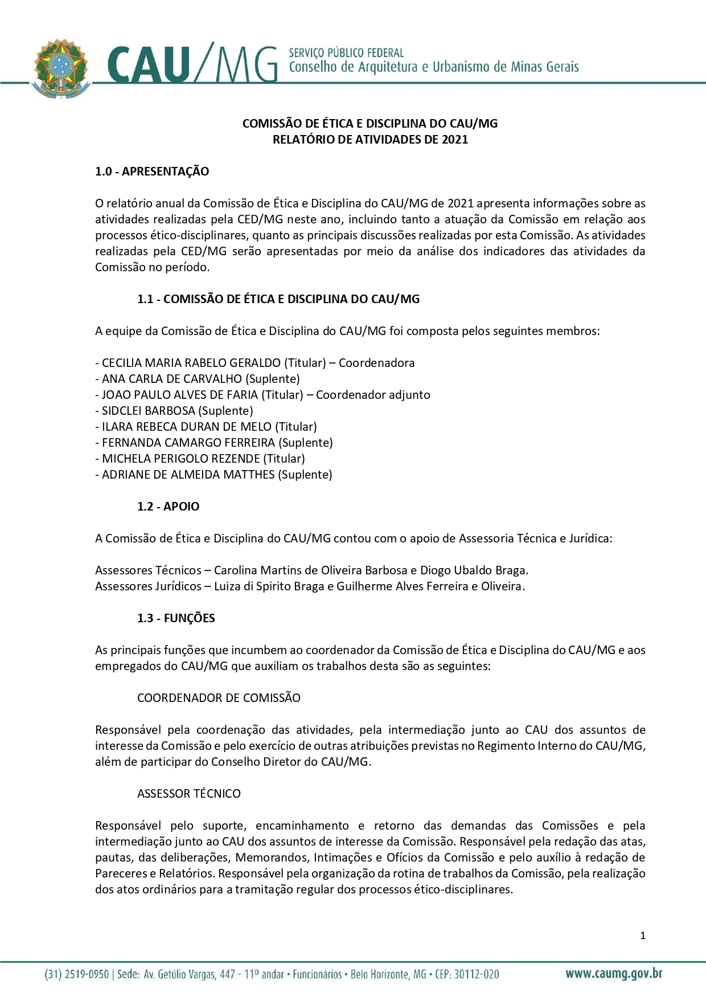 CAU/MG
SERVIÇO PÚBLICO FEDERAL
Conselho de Arquitetura e Urbanismo de Minas Gerais
COMISSÃO DE ÉTICA E DISCIPLINA DO CAU/MG
RELATÓRIO DE ATIVIDADES DE 2021
1.0 - APRESENTAÇÃO
O relatório anual da Comissão de Ética e Disciplina do CAU/MG de 2021 apresenta informações sobre as
atividades realizadas pela CED/MG neste ano, incluindo tanto a atuação da Comissão em relação aos
processos ético-disciplinares, quanto as principais discussões realizadas por esta Comissão. As atividades
realizadas pela CED/MG serão apresentadas por meio da análise dos indicadores das atividades da
Comissão no período.
1.1 - COMISSÃO DE ÉTICA E DISCIPLINA DO CAU/MG
A equipe da Comissão de Ética e Disciplina do CAU/MG foi composta pelos seguintes membros:
- CECILIA MARIA RABELO GERALDO (Titular) – Coordenadora
- ANA CARLA DE CARVALHO (Suplente)
- JOAO PAULO ALVES DE FARIA (Titular) – Coordenador adjunto
- SIDCLEI BARBOSA (Suplente)
- ILARA REBECA DURAN DE MELO (Titular)
- FERNANDA CAMARGO FERREIRA (Suplente)
- MICHELA PERIGOLO REZENDE (Titular)
- ADRIANE DE ALMEIDA MATTHES (Suplente)
1.2 - APOIO
A Comissão de Ética e Disciplina do CAU/MG contou com o apoio de Assessoria Técnica e Jurídica:
Assessores Técnicos – Carolina Martins de Oliveira Barbosa e Diogo Ubaldo Braga.
Assessores Jurídicos – Luiza di Spirito Braga e Guilherme Alves Ferreira e Oliveira.
1.3 - FUNÇÕES
As principais funções que incumbem ao coordenador da Comissão de Ética e Disciplina do CAU/MG e aos
empregados do CAU/MG que auxiliam os trabalhos desta são as seguintes:
COORDENADOR DE COMISSÃO
Responsável pela coordenação das atividades, pela intermediação junto ao CAU dos assuntos de
interesse da Comissão e pelo exercício de outras atribuições previstas no Regimento Interno do CAU/MG,
além de participar do Conselho Diretor do CAU/MG.
ASSESSOR TÉCNICO
Responsável pelo suporte, encaminhamento e retorno das demandas das Comissões e pela
intermediação junto ao CAU dos assuntos de interesse da Comissão. Responsável pela redação das atas,
pautas, das deliberações, Memorandos, Intimações e Ofícios da Comissão e pelo auxílio à redação de
Pareceres e Relatórios. Responsável pela organização da rotina de trabalhos da Comissão, pela realização
dos atos ordinários para a tramitação regular dos processos ético-disciplinares.
1
(31) 2519-0950 | Sede: Av. Getúlio Vargas, 447 - 11º andar • Funcionários • Belo Horizonte, MG • CEP: 30112-020
www.caumg.gov.br